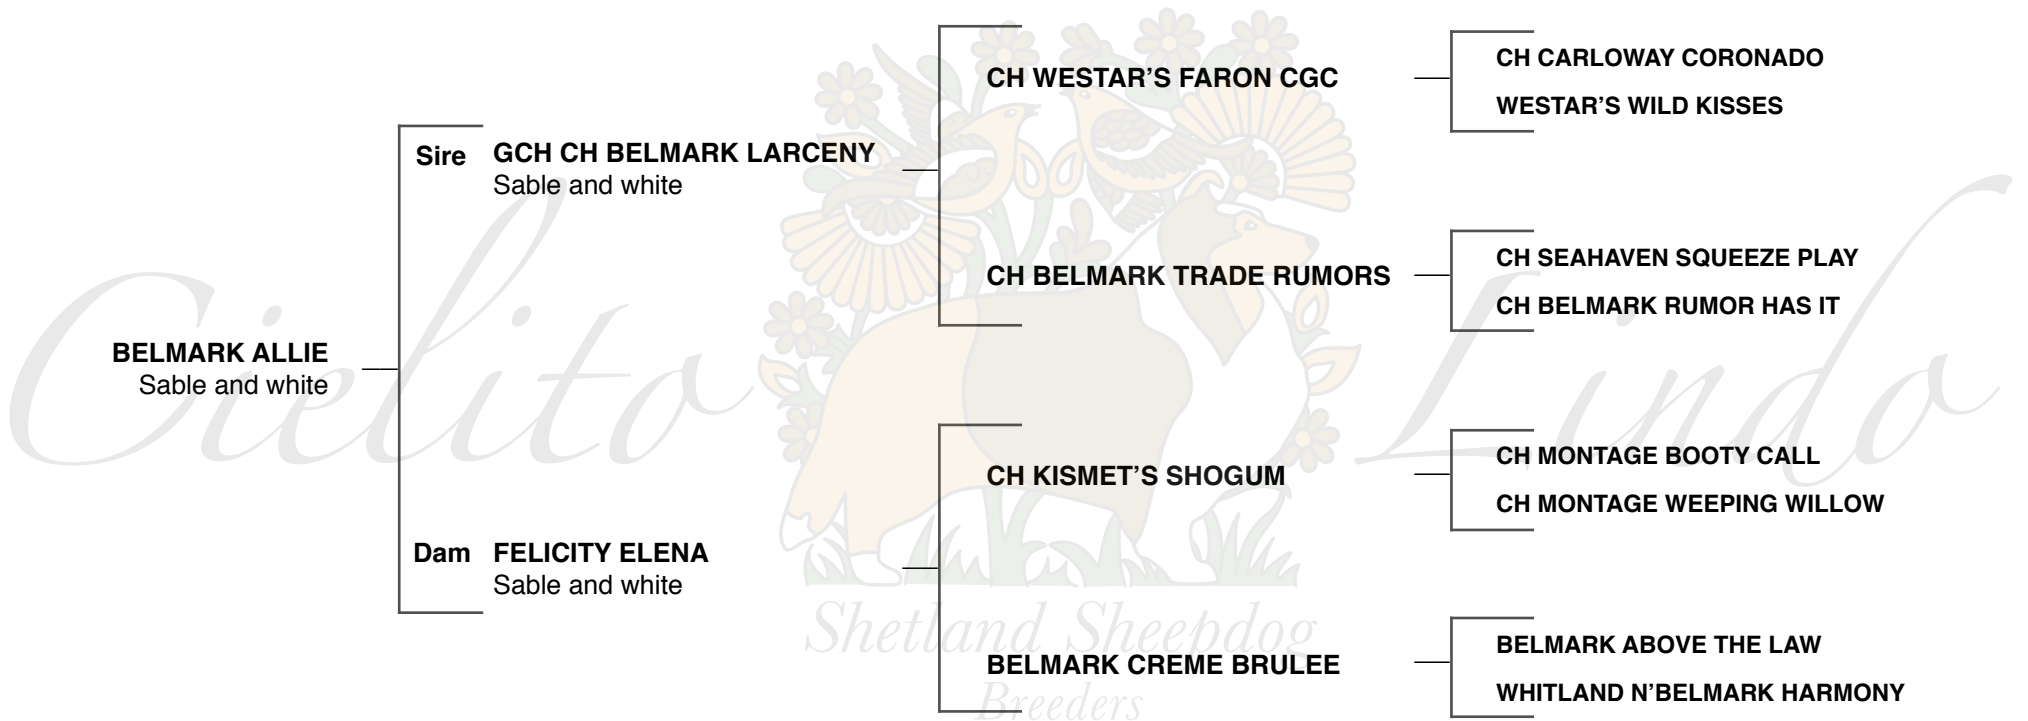 BELMARK ALLIE
Sable and white
Sire
GCH CH BELMARK LARCENY
Sable and white
Dam
FELICITY ELENA
Sable and white
CH WESTAR’S FARON CGC
CH BELMARK TRADE RUMORS
CH KISMET’S SHOGUM
BELMARK CREME BRULEE
CH CARLOWAY CORONADO
WESTAR’S WILD KISSES
CH SEAHAVEN SQUEEZE PLAY
CH BELMARK RUMOR HAS IT
CH MONTAGE BOOTY CALL
CH MONTAGE WEEPING WILLOW
BELMARK ABOVE THE LAW
WHITLAND N’BELMARK HARMONY
Cielito Lindo
Shetland Sheepdog
Breeders